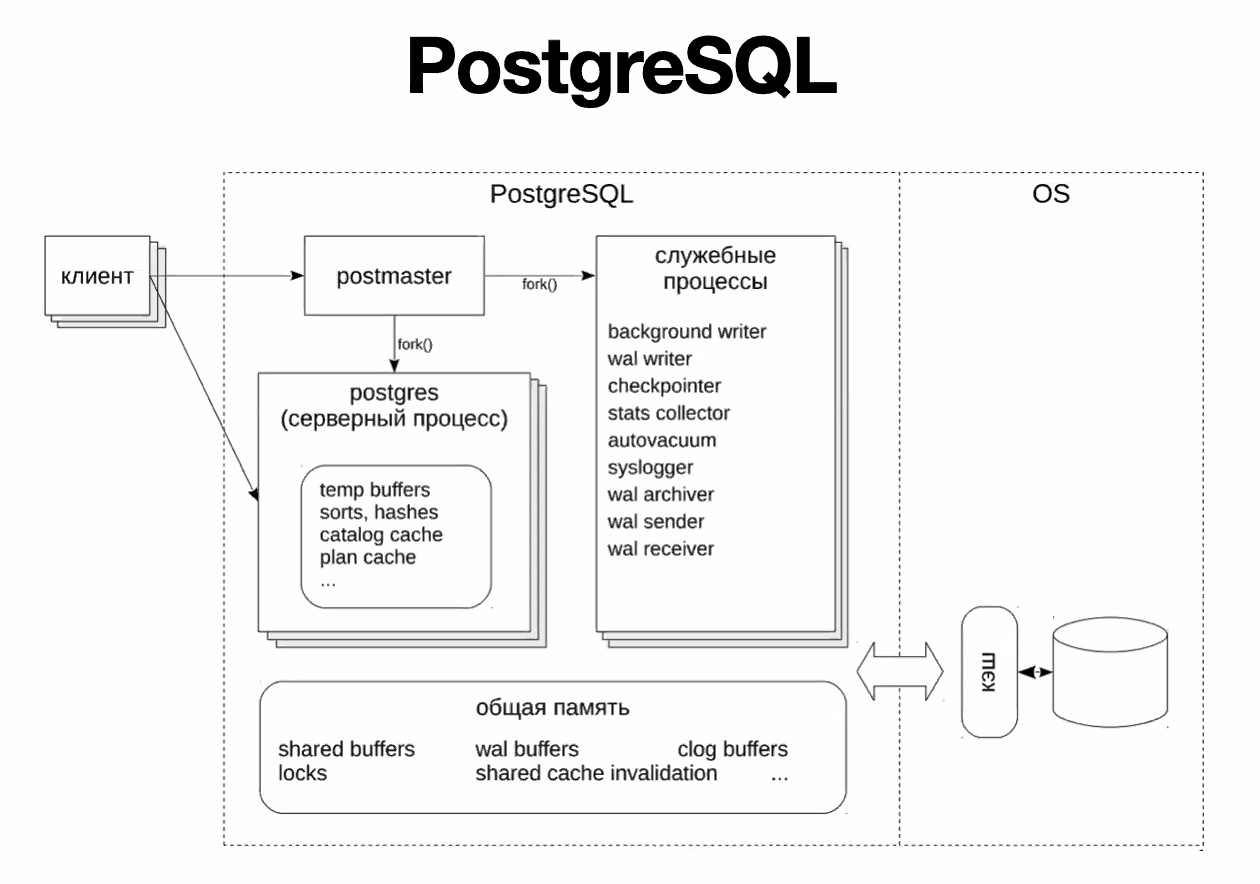 PostgreSQL
PostgreSQL
OS
клиент
postmaster
fork()
fork()
служебные
процессы
background writer
wal writer
checkpointer
stats collector
autovacuum
syslogger
wal archiver
wal sender
wal receiver
postgres
(серверный процесс)
temp buffers
sorts, hashes
catalog cache
plan cache
...
кэш
общая память
shared buffers
wal buffers
clog buffers
locks
shared cache invalidation
...